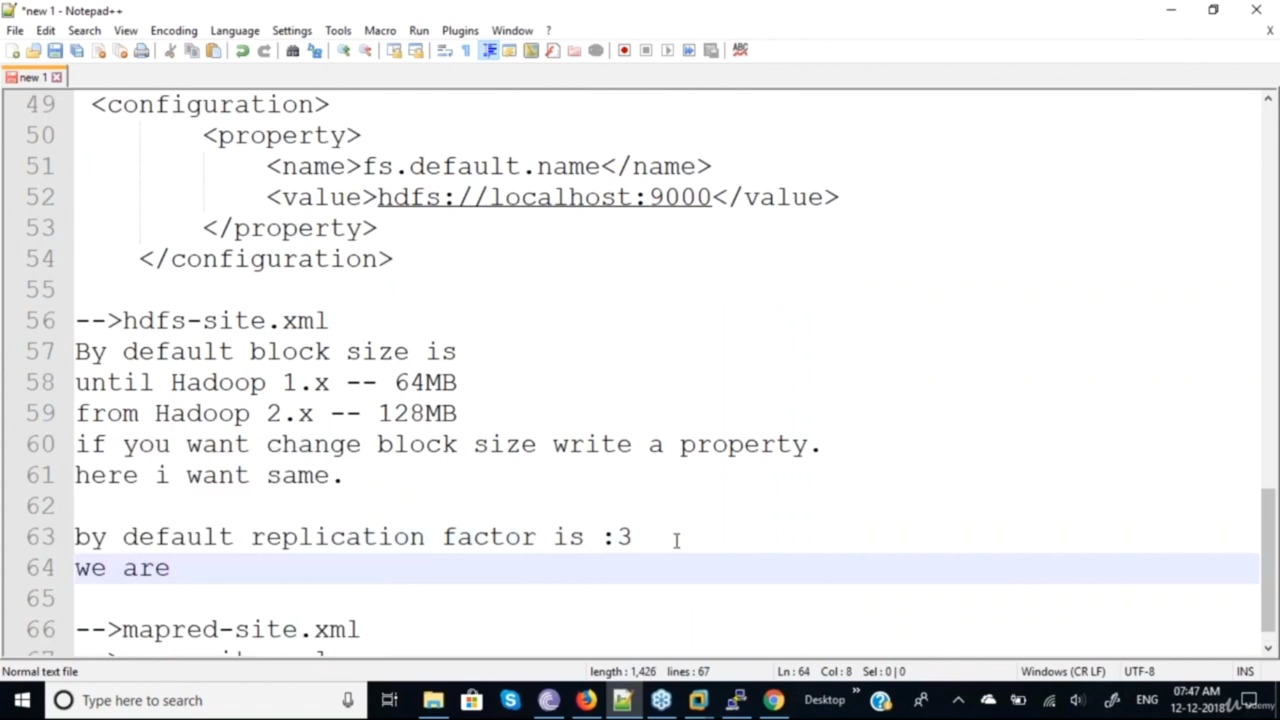 *new 1 - Notepad++
File Edit Search View Encoding Language Settings Tools Macro Run Plugins Window ? X
new 1
49 <configuration>
50 <property>
51 <name>fs.default.name</name>
52 <value>hdfs://localhost:9000</value>
53 </property>
54 </configuration>
55
56 -->hdfs-site.xml
57 By default block size is
58 until Hadoop 1.x -- 64MB
59 from Hadoop 2.x -- 128MB
60 if you want change block size write a property.
61 here i want same.
62
63 by default replication factor is :3
64 we are
65
66 -->mapred-site.xml
Normal text file length : 1,426 lines : 67 Ln : 64 Col : 8 Sel : 0 | 0 Windows (CR LF) UTF-8 INS
Type here to search Desktop ENG 07:47 AM
12-12-2018
Udemy